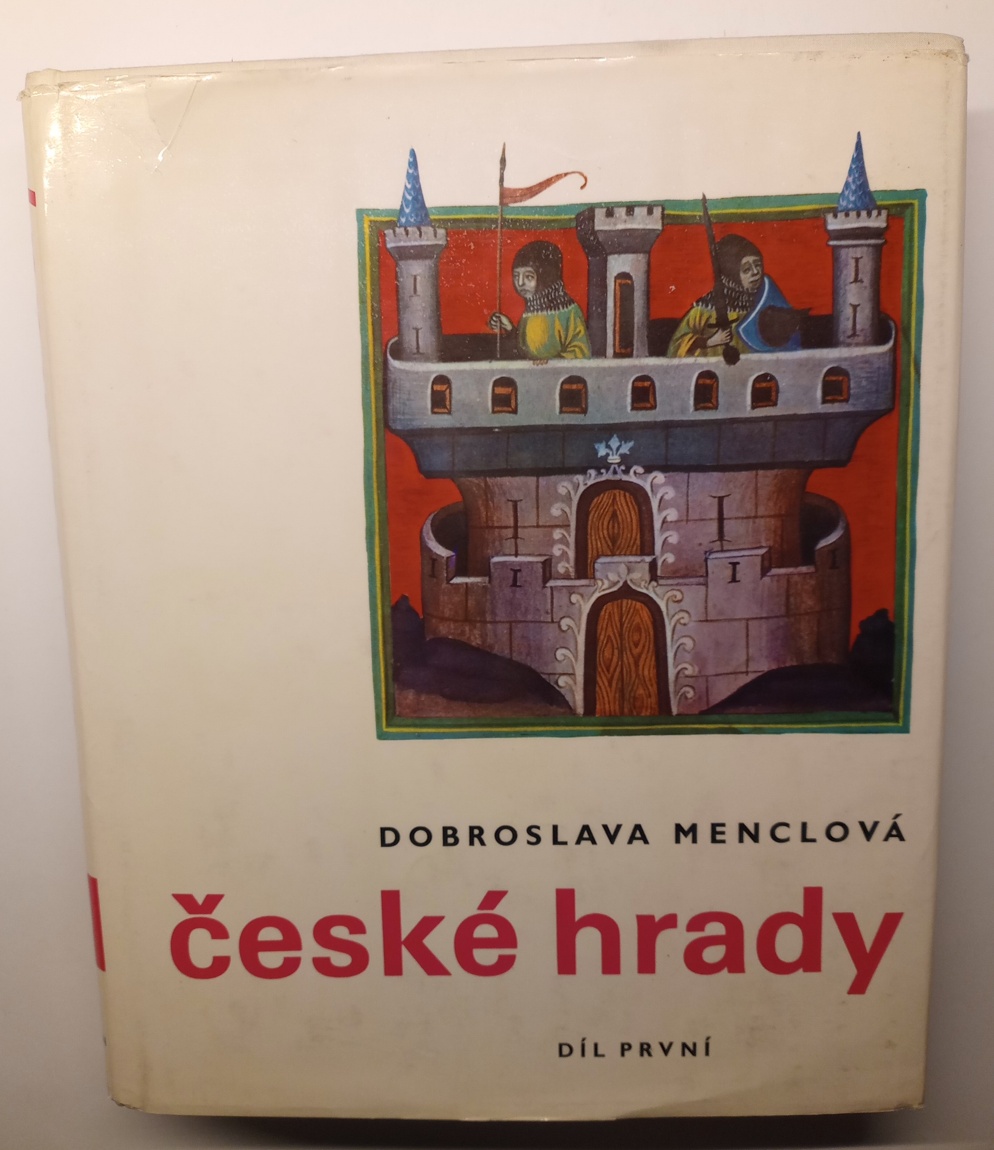 DOBROSLAVA MENCLOVÁ
české hrady
DÍL PRVNÍ